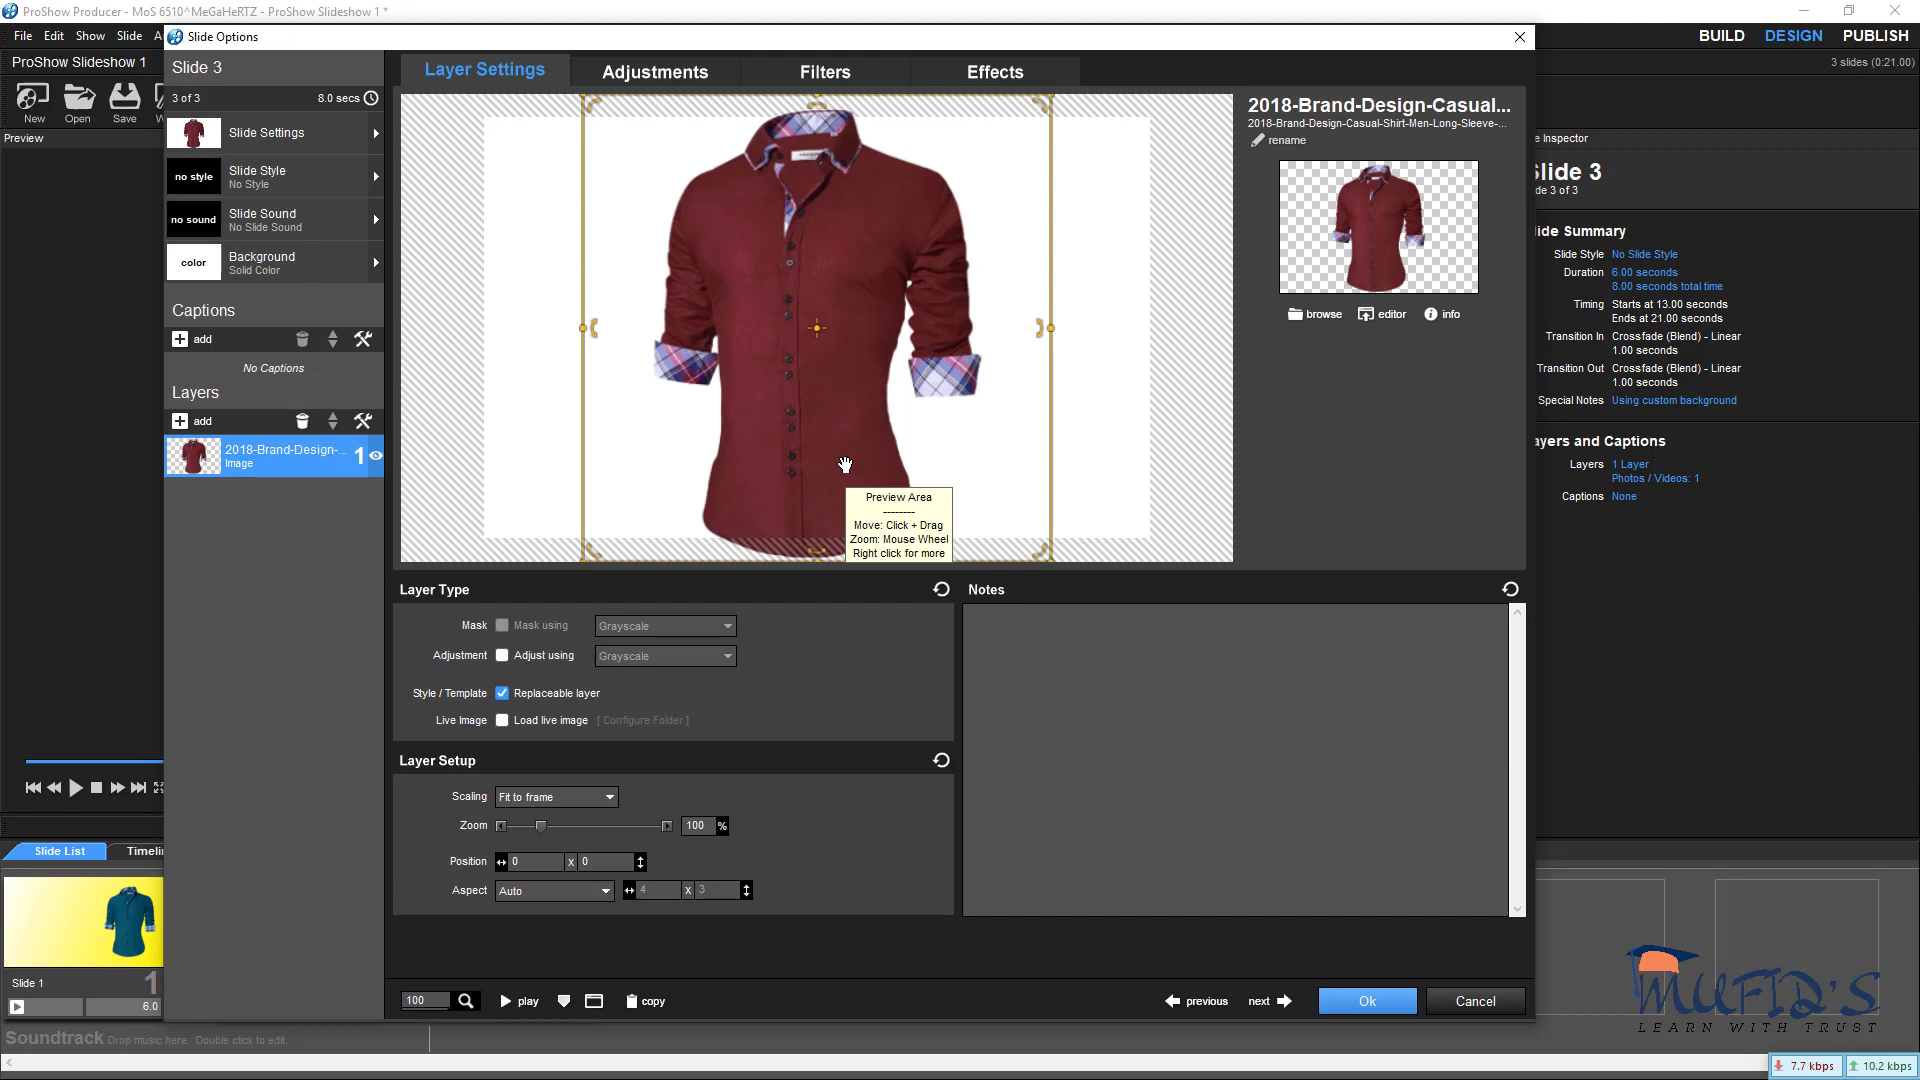 ProShow Producer - MoS 6510^MeGaHeRTZ - ProShow Slideshow 1 *
File Edit Show Slide
Slide Options
BUILD DESIGN PUBLISH
ProShow Slideshow 1
3 slides (0:21.00)
New Open Save
Preview
Slide 3
3 of 3
8.0 secs
Slide Settings
no style
Slide Style
No Style
no sound
Slide Sound
No Slide Sound
color
Background
Solid Color
Captions
add
No Captions
Layers
add
2018-Brand-Design-...
Image
1
Layer Settings
Adjustments
Filters
Effects
Preview Area
--------
Move: Click + Drag
Zoom: Mouse Wheel
Right click for more
2018-Brand-Design-Casual...
2018-Brand-Design-Casual-Shirt-Men-Long-Sleeve-...
rename
browse editor info
Layer Type
Mask Mask using Grayscale
Adjustment Adjust using Grayscale
Style / Template Replaceable layer
Live Image Load live image [ Configure Folder ]
Layer Setup
Scaling Fit to frame
Zoom 100 %
Position 0 x 0
Aspect Auto 4 x 3
Notes
100 play copy
previous next Ok Cancel
e Inspector
lide 3
de 3 of 3
ide Summary
Slide Style No Slide Style
Duration 6.00 seconds
8.00 seconds total time
Timing Starts at 13.00 seconds
Ends at 21.00 seconds
Transition In Crossfade (Blend) - Linear
1.00 seconds
Transition Out Crossfade (Blend) - Linear
1.00 seconds
Special Notes Using custom background
ayers and Captions
Layers 1 Layer
Photos / Videos: 1
Captions None
Slide List Timeli
Slide 1 1
6.0
Soundtrack Drop music here. Double click to edit.
MUFID'S
LEARN WITH TRUST
7.7 kbps 10.2 kbps